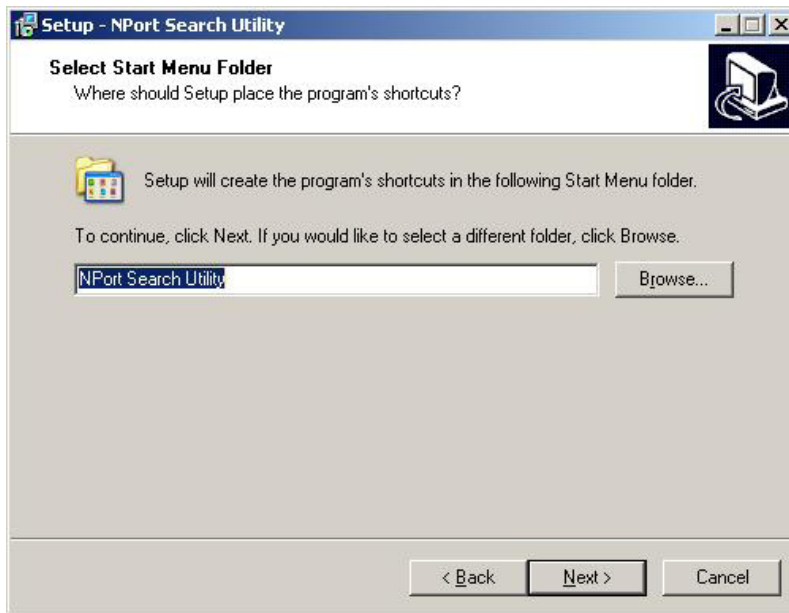 Setup - NPort Search Utility
Select Start Menu Folder
Where should Setup place the program's shortcuts?
Setup will create the program's shortcuts in the following Start Menu folder.
To continue, click Next. If you would like to select a different folder, click Browse.
NPort Search Utility
Browse...
< Back
Next >
Cancel